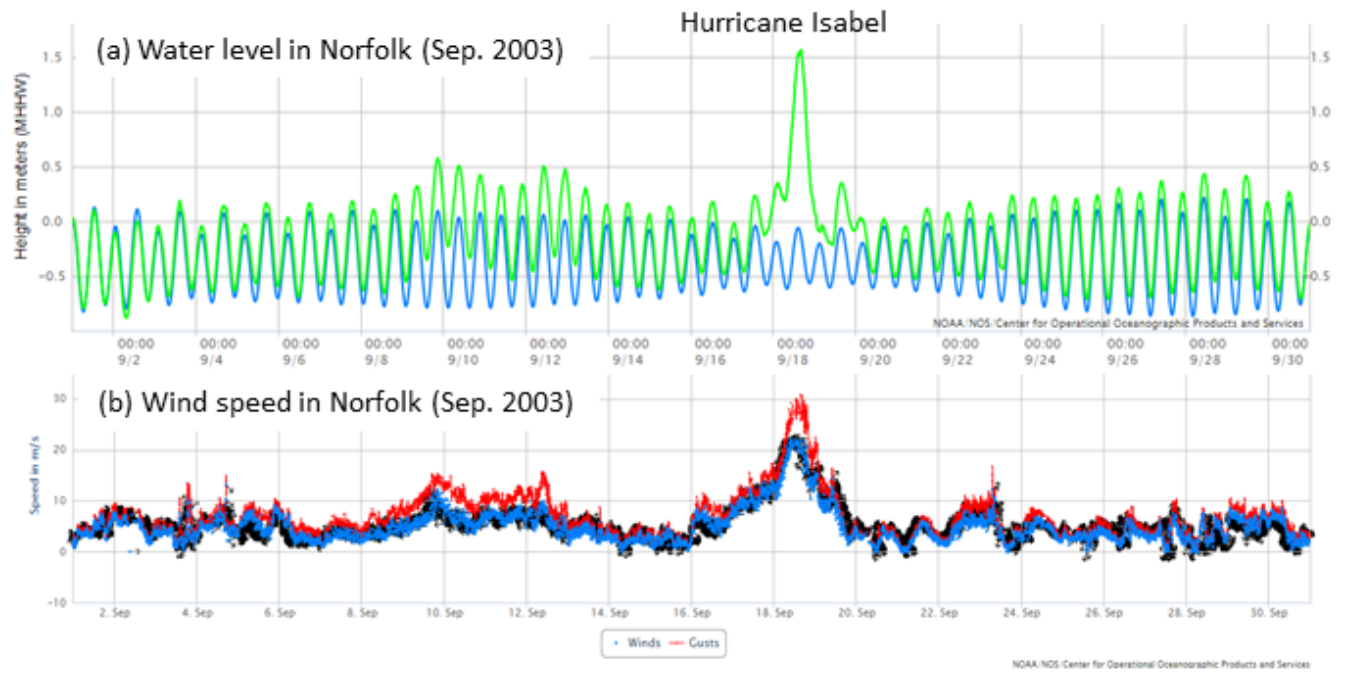 Hurricane Isabel
(a) Water level in Norfolk (Sep. 2003)
Height in meters (MHHW)
1.5
1.0
0.5
0.0
-0.5
1.5
1.0
0.5
0.0
0.5
NOAA/NOS/Center for Operational Oceanographic Products and Services
00:00 00:00 00:00 00:00 00:00 00:00 00:00 00:00 00:00 00:00 00:00 00:00 00:00 00:00 00:00
9/2 9/4 9/6 9/8 9/10 9/12 9/14 9/16 9/18 9/20 9/22 9/24 9/26 9/28 9/30
(b) Wind speed in Norfolk (Sep. 2003)
Speed in m/s
30
20
10
0
-10
2. Sep 4. Sep 6. Sep 8. Sep 10. Sep 12. Sep 14. Sep 16. Sep 18. Sep 20. Sep 22. Sep 24. Sep 26. Sep 28. Sep 30. Sep
Winds Gusts
NOAA/NOS/Center for Operational Oceanographic Products and Services